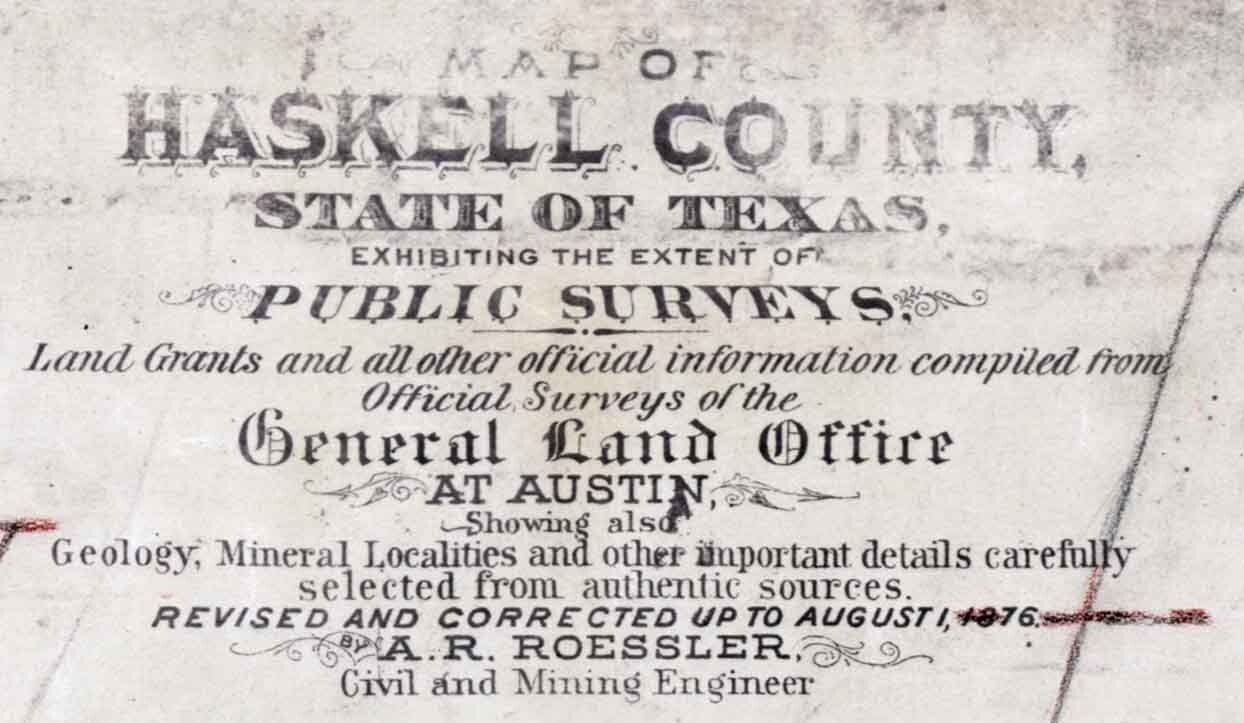 MAP OF
HASKELL COUNTY,
STATE OF TEXAS,
EXHIBITING THE EXTENT OF
PUBLIC SURVEYS,
Land Grants and all other official information compiled from
Official Surveys of the
General Land Office
AT AUSTIN,
Showing also
Geology, Mineral Localities and other important details carefully
selected from authentic sources.
REVISED AND CORRECTED UP TO AUGUST 1, 1876.
BY A. R. ROESSLER,
Civil and Mining Engineer